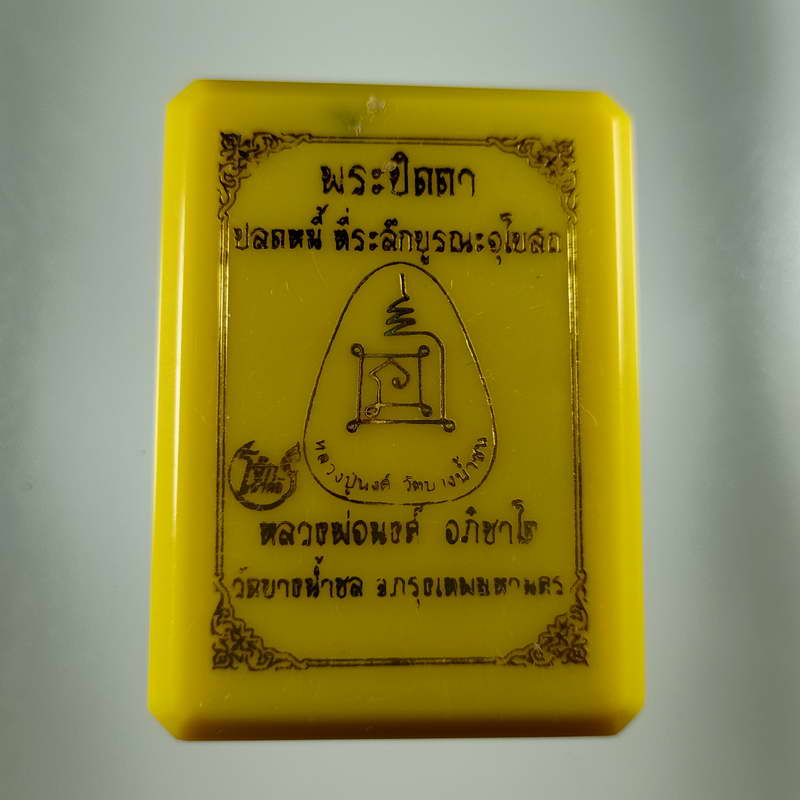 พระปิดตา
ปลดหนี้ ที่ระลึกบูรณะอุโบสถ
หลวงปู่นงค์ วัดบางน้ำชน
หลวงพ่อนงค์ อภิชาโต
วัดบางน้ำชล จ.กรุงเทพมหานคร